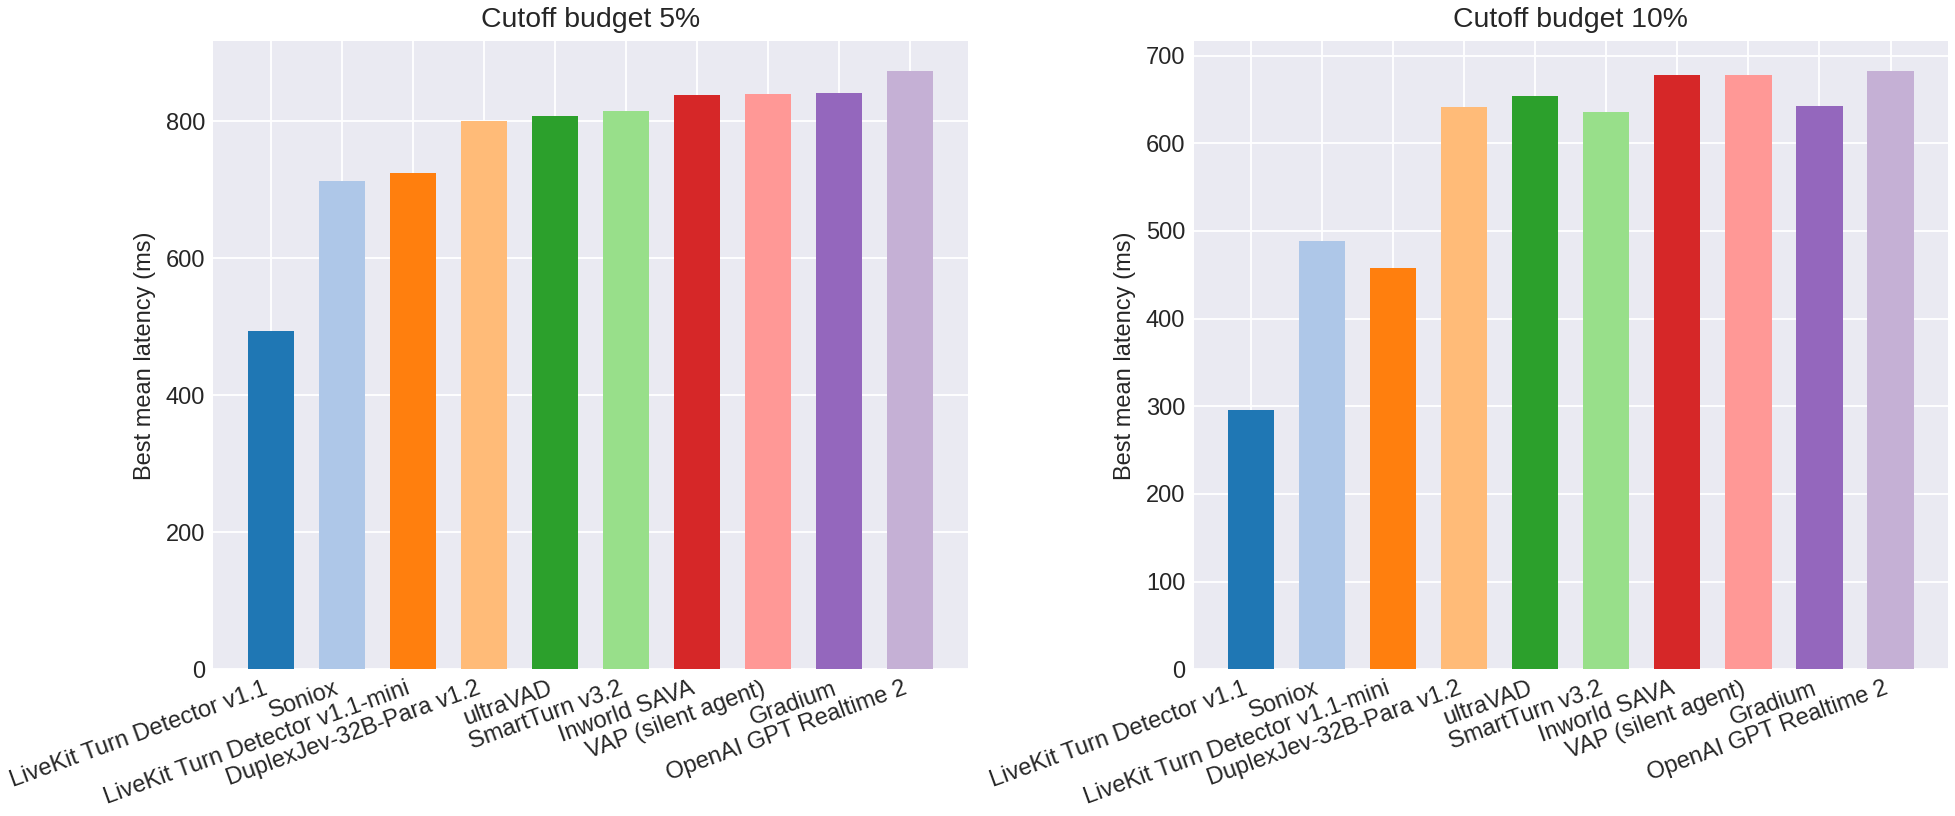 Cutoff budget 5%
Best mean latency (ms)
800
600
400
200
0
LiveKit Turn Detector v1.1
Soniox
LiveKit Turn Detector v1.1-mini
DuplexJev-32B-Para v1.2
ultraVAD
SmartTurn v3.2
Inworld SAVA
VAP (silent agent)
Gradium
OpenAI GPT Realtime 2
Cutoff budget 10%
Best mean latency (ms)
700
600
500
400
300
200
100
0
LiveKit Turn Detector v1.1
Soniox
LiveKit Turn Detector v1.1-mini
DuplexJev-32B-Para v1.2
ultraVAD
SmartTurn v3.2
Inworld SAVA
VAP (silent agent)
Gradium
OpenAI GPT Realtime 2